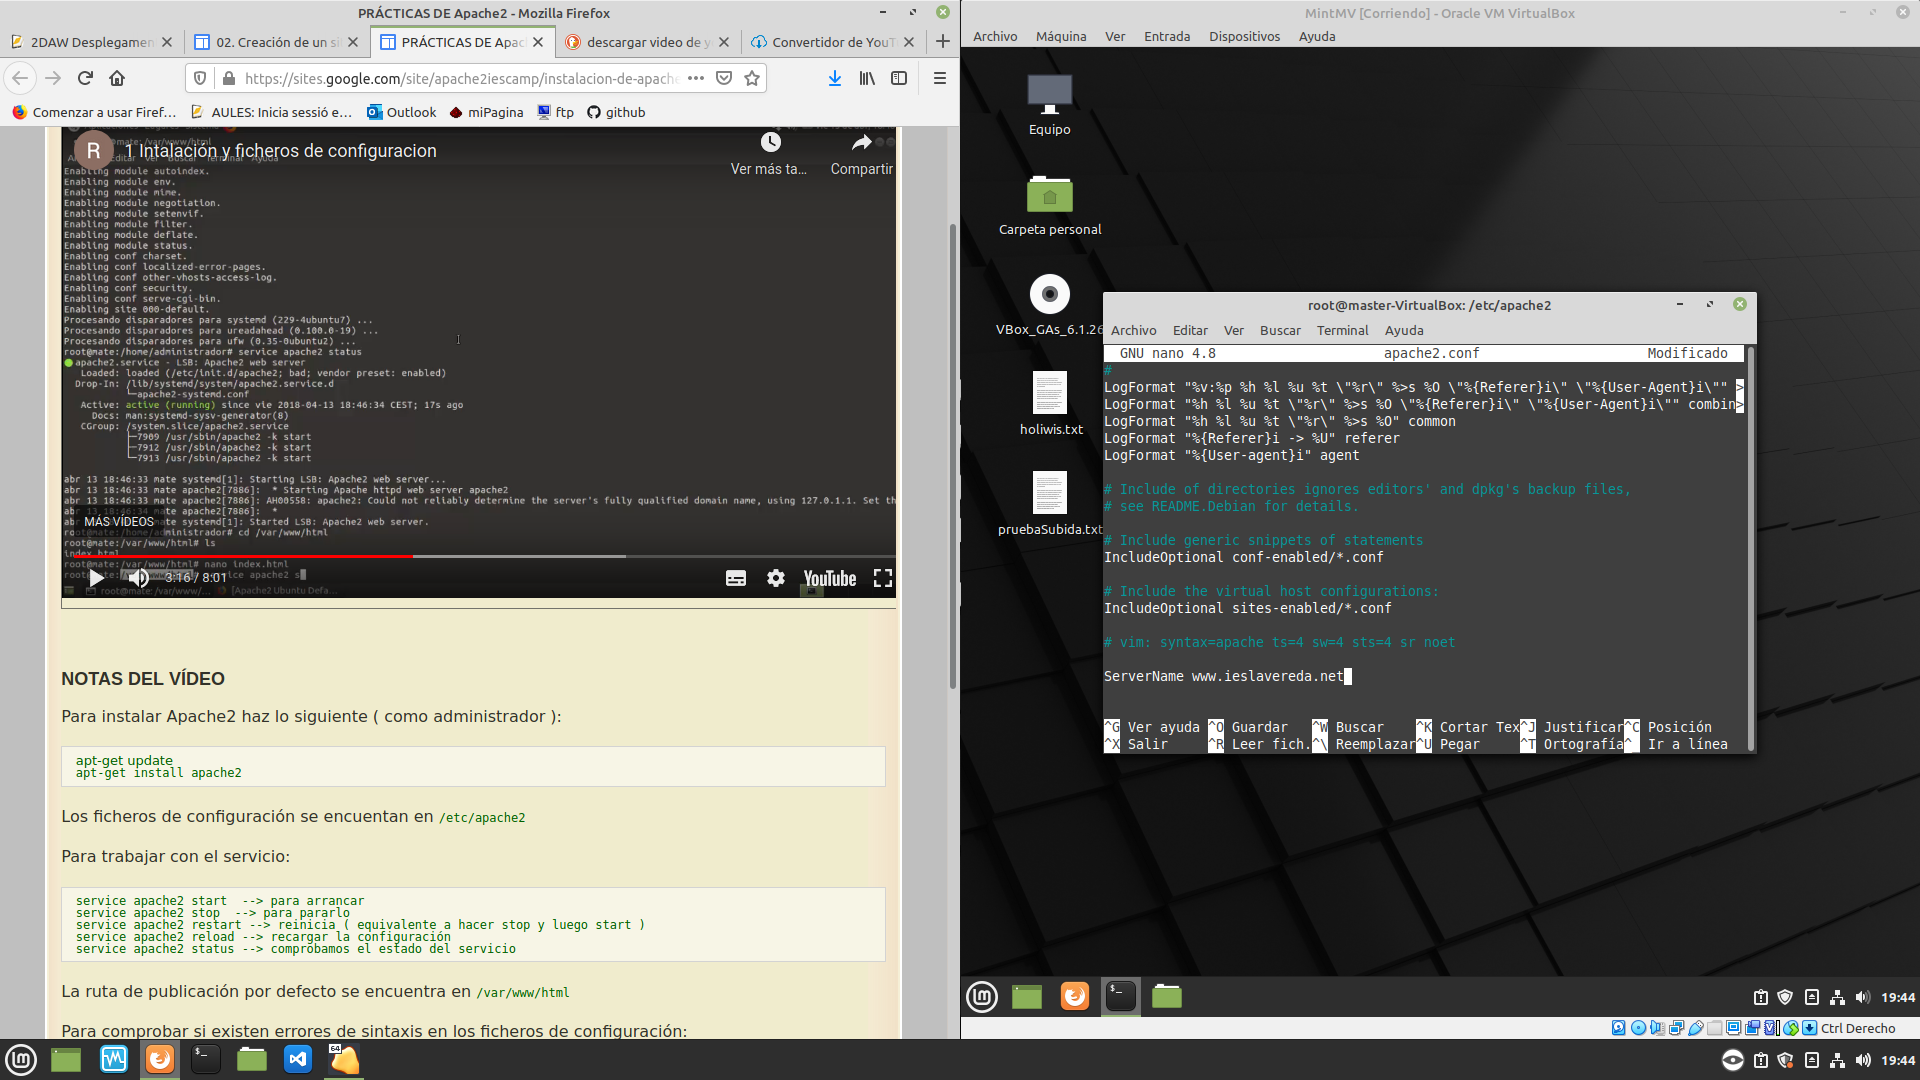 PRÁCTICAS DE Apache2 - Mozilla Firefox
2DAW Desplegamen
02. Creación de un si
PRÁCTICAS DE Apac
descargar video de y
Convertidor de YouT
https://sites.google.com/site/apache2iescamp/instalacion-de-apache
Comenzar a usar Firef...
AULES: Inicia sessió e...
Outlook
miPagina
ftp
github
R
1 Intalación y ficheros de configuracion
Ver más ta...
Compartir
Enabling module autoindex.
Enabling module env.
Enabling module mime.
Enabling module negotiation.
Enabling module setenvif.
Enabling module filter.
Enabling module deflate.
Enabling module status.
Enabling conf charset.
Enabling conf localized-error-pages.
Enabling conf other-vhosts-access-log.
Enabling conf security.
Enabling conf serve-cgi-bin.
Enabling site 000-default.
Procesando disparadores para systemd (229-4ubuntu7) ...
Procesando disparadores para ureadahead (0.100.0-19) ...
Procesando disparadores para ufw (0.35-0ubuntu2) ...
root@mate:/home/administrador# service apache2 status
apache2.service - LSB: Apache2 web server
Loaded: loaded (/etc/init.d/apache2; bad; vendor preset: enabled)
Drop-In: /lib/systemd/system/apache2.service.d
└─apache2-systemd.conf
Active: active (running) since vie 2018-04-13 18:46:34 CEST; 17s ago
Docs: man:systemd-sysv-generator(8)
CGroup: /system.slice/apache2.service
├─7909 /usr/sbin/apache2 -k start
├─7912 /usr/sbin/apache2 -k start
└─7913 /usr/sbin/apache2 -k start
abr 13 18:46:33 mate systemd[1]: Starting LSB: Apache2 web server...
abr 13 18:46:33 mate apache2[7886]: * Starting Apache httpd web server apache2
abr 13 18:46:33 mate apache2[7886]: AH00558: apache2: Could not reliably determine the server's fully qualified domain name, using 127.0.1.1. Set th
abr 13 18:46:34 mate apache2[7886]: *
abr 13 18:46:34 mate systemd[1]: Started LSB: Apache2 web server.
MÁS VÍDEOS
root@mate:/home/administrador# cd /var/www/html
root@mate:/var/www/html# ls
index.html
root@mate:/var/www/html# nano index.html
3:16 / 8:01
YouTube
NOTAS DEL VÍDEO
Para instalar Apache2 haz lo siguiente ( como administrador ):
apt-get update
apt-get install apache2
Los ficheros de configuración se encuentan en /etc/apache2
Para trabajar con el servicio:
service apache2 start --> para arrancar
service apache2 stop --> para pararlo
service apache2 restart --> reinicia ( equivalente a hacer stop y luego start )
service apache2 reload --> recargar la configuración
service apache2 status --> comprobamos el estado del servicio
La ruta de publicación por defecto se encuentra en /var/www/html
Para comprobar si existen errores de sintaxis en los ficheros de configuración:
MintMV [Corriendo] - Oracle VM VirtualBox
Archivo Máquina Ver Entrada Dispositivos Ayuda
Equipo
Carpeta personal
VBox_GAs_6.1.26
holiwis.txt
pruebaSubida.txt
root@master-VirtualBox: /etc/apache2
Archivo Editar Ver Buscar Terminal Ayuda
GNU nano 4.8 apache2.conf Modificado
#
LogFormat "%v:%p %h %l %u %t \"%r\" %>s %O \"%{Referer}i\" \"%{User-Agent}i\"" >
LogFormat "%h %l %u %t \"%r\" %>s %O \"%{Referer}i\" \"%{User-Agent}i\"" combin>
LogFormat "%h %l %u %t \"%r\" %>s %O" common
LogFormat "%{Referer}i -> %U" referer
LogFormat "%{User-agent}i" agent
# Include of directories ignores editors' and dpkg's backup files,
# see README.Debian for details.
# Include generic snippets of statements
IncludeOptional conf-enabled/*.conf
# Include the virtual host configurations:
IncludeOptional sites-enabled/*.conf
# vim: syntax=apache ts=4 sw=4 sts=4 sr noet
ServerName www.ieslavereda.net
^G Ver ayuda ^O Guardar ^W Buscar ^K Cortar Tex^J Justificar^C Posición
^X Salir ^R Leer fich.^\ Reemplazar^U Pegar ^T Ortografía^_ Ir a línea
19:44
Ctrl Derecho
64
19:44